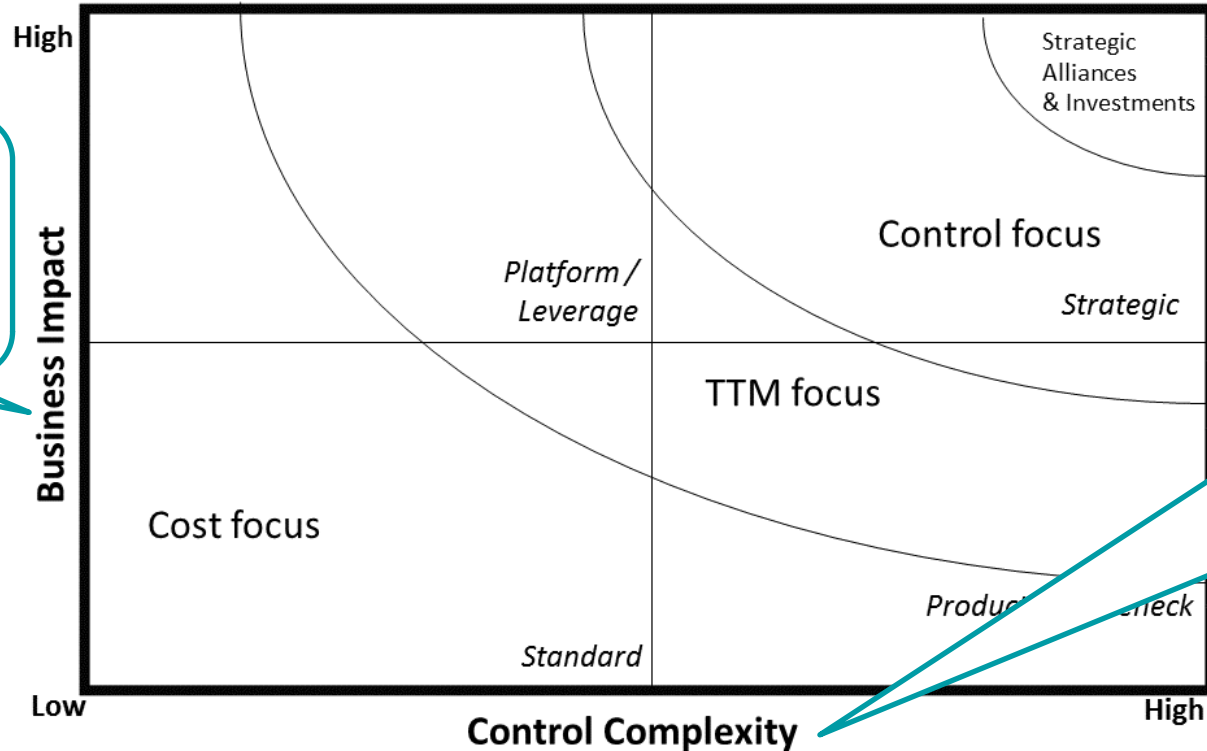 High
Strategic
Alliances
& Investments
Control focus
Platform /
Leverage
Strategic
Business Impact
TTM focus
Cost focus
Standard
Low
High
Control Complexity